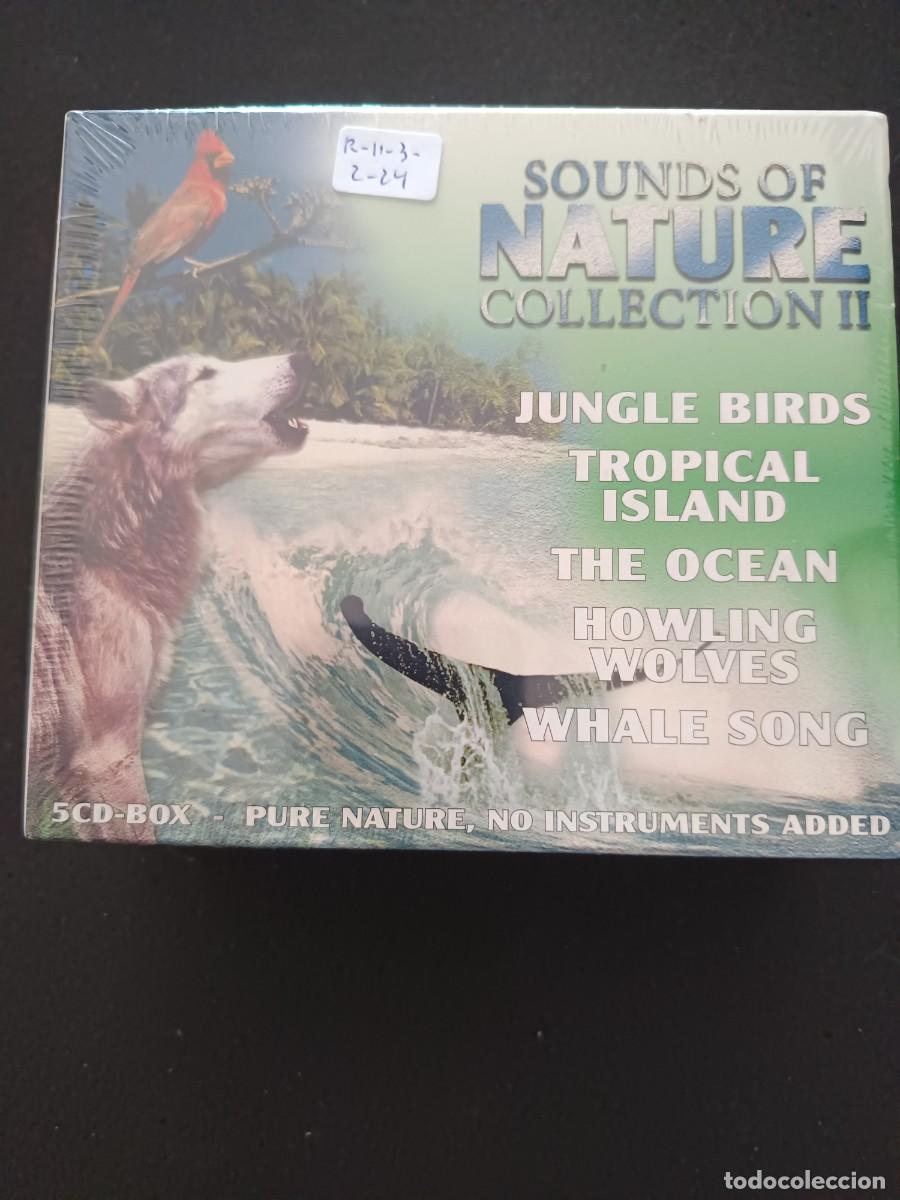 R-11-3-
2-24
SOUNDS OF
NATURE
COLLECTION II
JUNGLE BIRDS
TROPICAL
ISLAND
THE OCEAN
HOWLING
WOLVES
WHALE SONG
5CD-BOX - PURE NATURE, NO INSTRUMENTS ADDED
todocoleccion